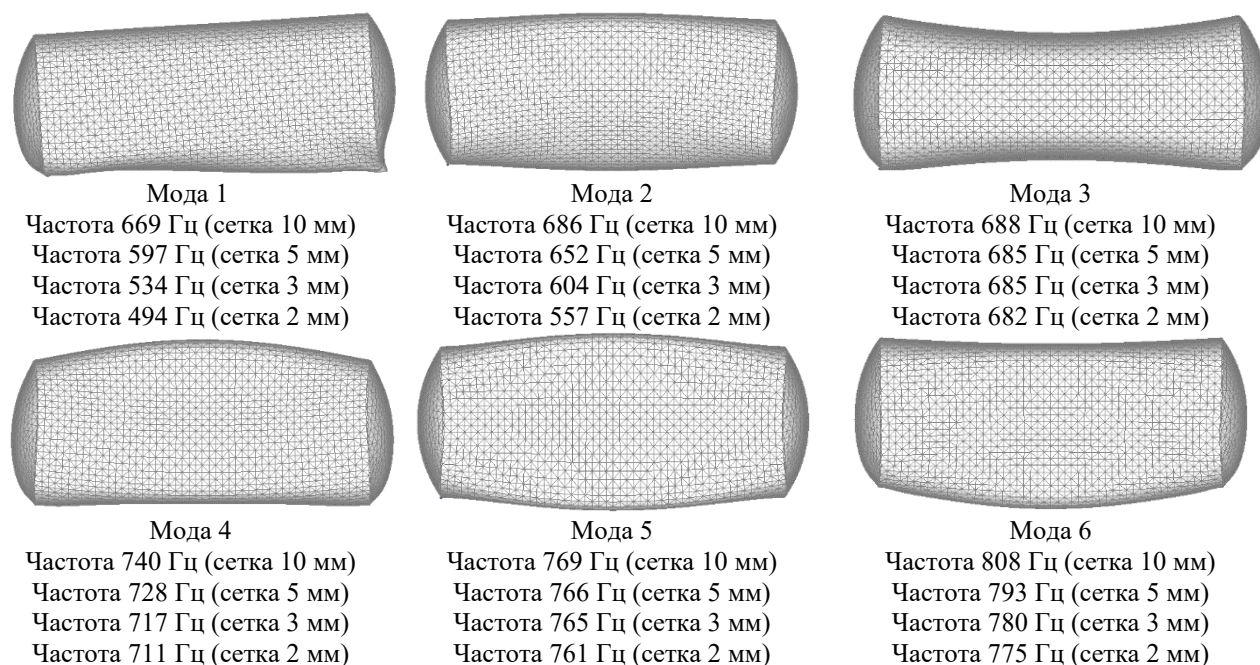 Мода 1
Частота 669 Гц (сетка 10 мм)
Частота 597 Гц (сетка 5 мм)
Частота 534 Гц (сетка 3 мм)
Частота 494 Гц (сетка 2 мм)
Мода 2
Частота 686 Гц (сетка 10 мм)
Частота 652 Гц (сетка 5 мм)
Частота 604 Гц (сетка 3 мм)
Частота 557 Гц (сетка 2 мм)
Мода 3
Частота 688 Гц (сетка 10 мм)
Частота 685 Гц (сетка 5 мм)
Частота 685 Гц (сетка 3 мм)
Частота 682 Гц (сетка 2 мм)
Мода 4
Частота 740 Гц (сетка 10 мм)
Частота 728 Гц (сетка 5 мм)
Частота 717 Гц (сетка 3 мм)
Частота 711 Гц (сетка 2 мм)
Мода 5
Частота 769 Гц (сетка 10 мм)
Частота 766 Гц (сетка 5 мм)
Частота 765 Гц (сетка 3 мм)
Частота 761 Гц (сетка 2 мм)
Мода 6
Частота 808 Гц (сетка 10 мм)
Частота 793 Гц (сетка 5 мм)
Частота 780 Гц (сетка 3 мм)
Частота 775 Гц (сетка 2 мм)